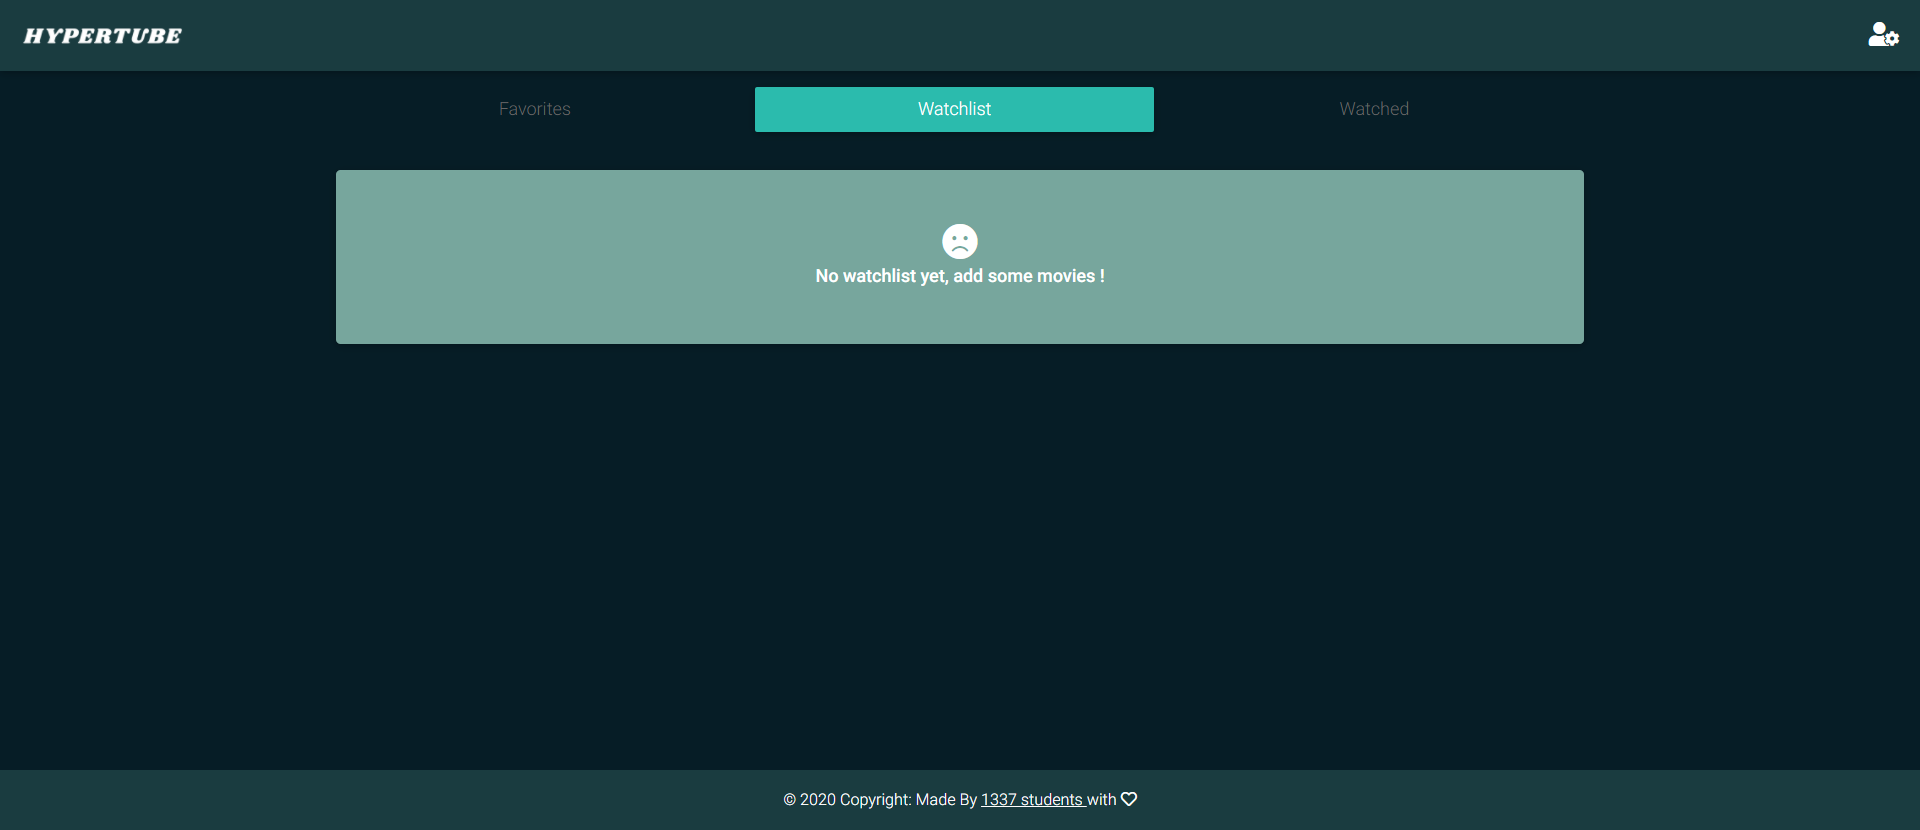 HYPERTUBE
Favorites
Watchlist
Watched
No watchlist yet, add some movies !
© 2020 Copyright: Made By 1337 students with